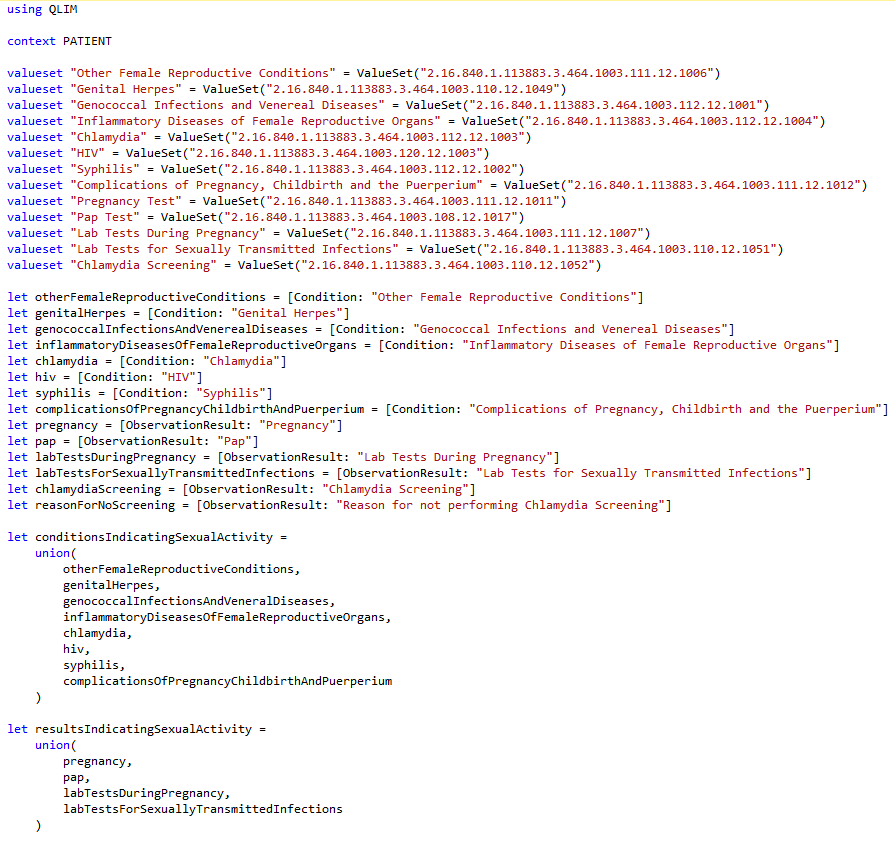 using QLIM
context PATIENT
valueset "Other Female Reproductive Conditions" = ValueSet("2.16.840.1.113883.3.464.1003.111.12.1006")
valueset "Genital Herpes" = ValueSet("2.16.840.1.113883.3.464.1003.110.12.1049")
valueset "Genococcal Infections and Venereal Diseases" = ValueSet("2.16.840.1.113883.3.464.1003.112.12.1001")
valueset "Inflammatory Diseases of Female Reproductive Organs" = ValueSet("2.16.840.1.113883.3.464.1003.112.12.1004")
valueset "Chlamydia" = ValueSet("2.16.840.1.113883.3.464.1003.112.12.1003")
valueset "HIV" = ValueSet("2.16.840.1.113883.3.464.1003.120.12.1003")
valueset "Syphilis" = ValueSet("2.16.840.1.113883.3.464.1003.112.12.1002")
valueset "Complications of Pregnancy, Childbirth and the Puerperium" = ValueSet("2.16.840.1.113883.3.464.1003.111.12.1012")
valueset "Pregnancy Test" = ValueSet("2.16.840.1.113883.3.464.1003.111.12.1011")
valueset "Pap Test" = ValueSet("2.16.840.1.113883.3.464.1003.108.12.1017")
valueset "Lab Tests During Pregnancy" = ValueSet("2.16.840.1.113883.3.464.1003.111.12.1007")
valueset "Lab Tests for Sexually Transmitted Infections" = ValueSet("2.16.840.1.113883.3.464.1003.110.12.1051")
valueset "Chlamydia Screening" = ValueSet("2.16.840.1.113883.3.464.1003.110.12.1052")
let otherFemaleReproductiveConditions = [Condition: "Other Female Reproductive Conditions"]
let genitalHerpes = [Condition: "Genital Herpes"]
let genococcalInfectionsAndVenerealDiseases = [Condition: "Genococcal Infections and Venereal Diseases"]
let inflammatoryDiseasesOfFemaleReproductiveOrgans = [Condition: "Inflammatory Diseases of Female Reproductive Organs"]
let chlamydia = [Condition: "Chlamydia"]
let hiv = [Condition: "HIV"]
let syphilis = [Condition: "Syphilis"]
let complicationsOfPregnancyChildbirthAndPuerperium = [Condition: "Complications of Pregnancy, Childbirth and the Puerperium"]
let pregnancy = [ObservationResult: "Pregnancy"]
let pap = [ObservationResult: "Pap"]
let labTestsDuringPregnancy = [ObservationResult: "Lab Tests During Pregnancy"]
let labTestsForSexuallyTransmittedInfections = [ObservationResult: "Lab Tests for Sexually Transmitted Infections"]
let chlamydiaScreening = [ObservationResult: "Chlamydia Screening"]
let reasonForNoScreening = [ObservationResult: "Reason for not performing Chlamydia Screening"]
let conditionsIndicatingSexualActivity =
union(
otherFemaleReproductiveConditions,
genitalHerpes,
genococcalInfectionsAndVeneralDiseases,
inflammatoryDiseasesOfFemaleReproductiveOrgans,
chlamydia,
hiv,
syphilis,
complicationsOfPregnancyChildbirthAndPuerperium
)
let resultsIndicatingSexualActivity =
union(
pregnancy,
pap,
labTestsDuringPregnancy,
labTestsForSexuallyTransmittedInfections
)